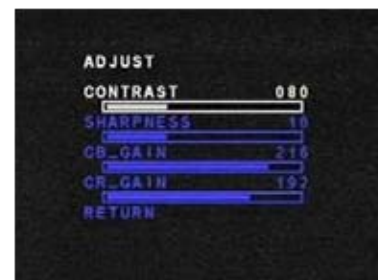 ADJUST
CONTRAST 080
SHARPNESS 10
CB_GAIN 216
CR_GAIN 192
RETURN